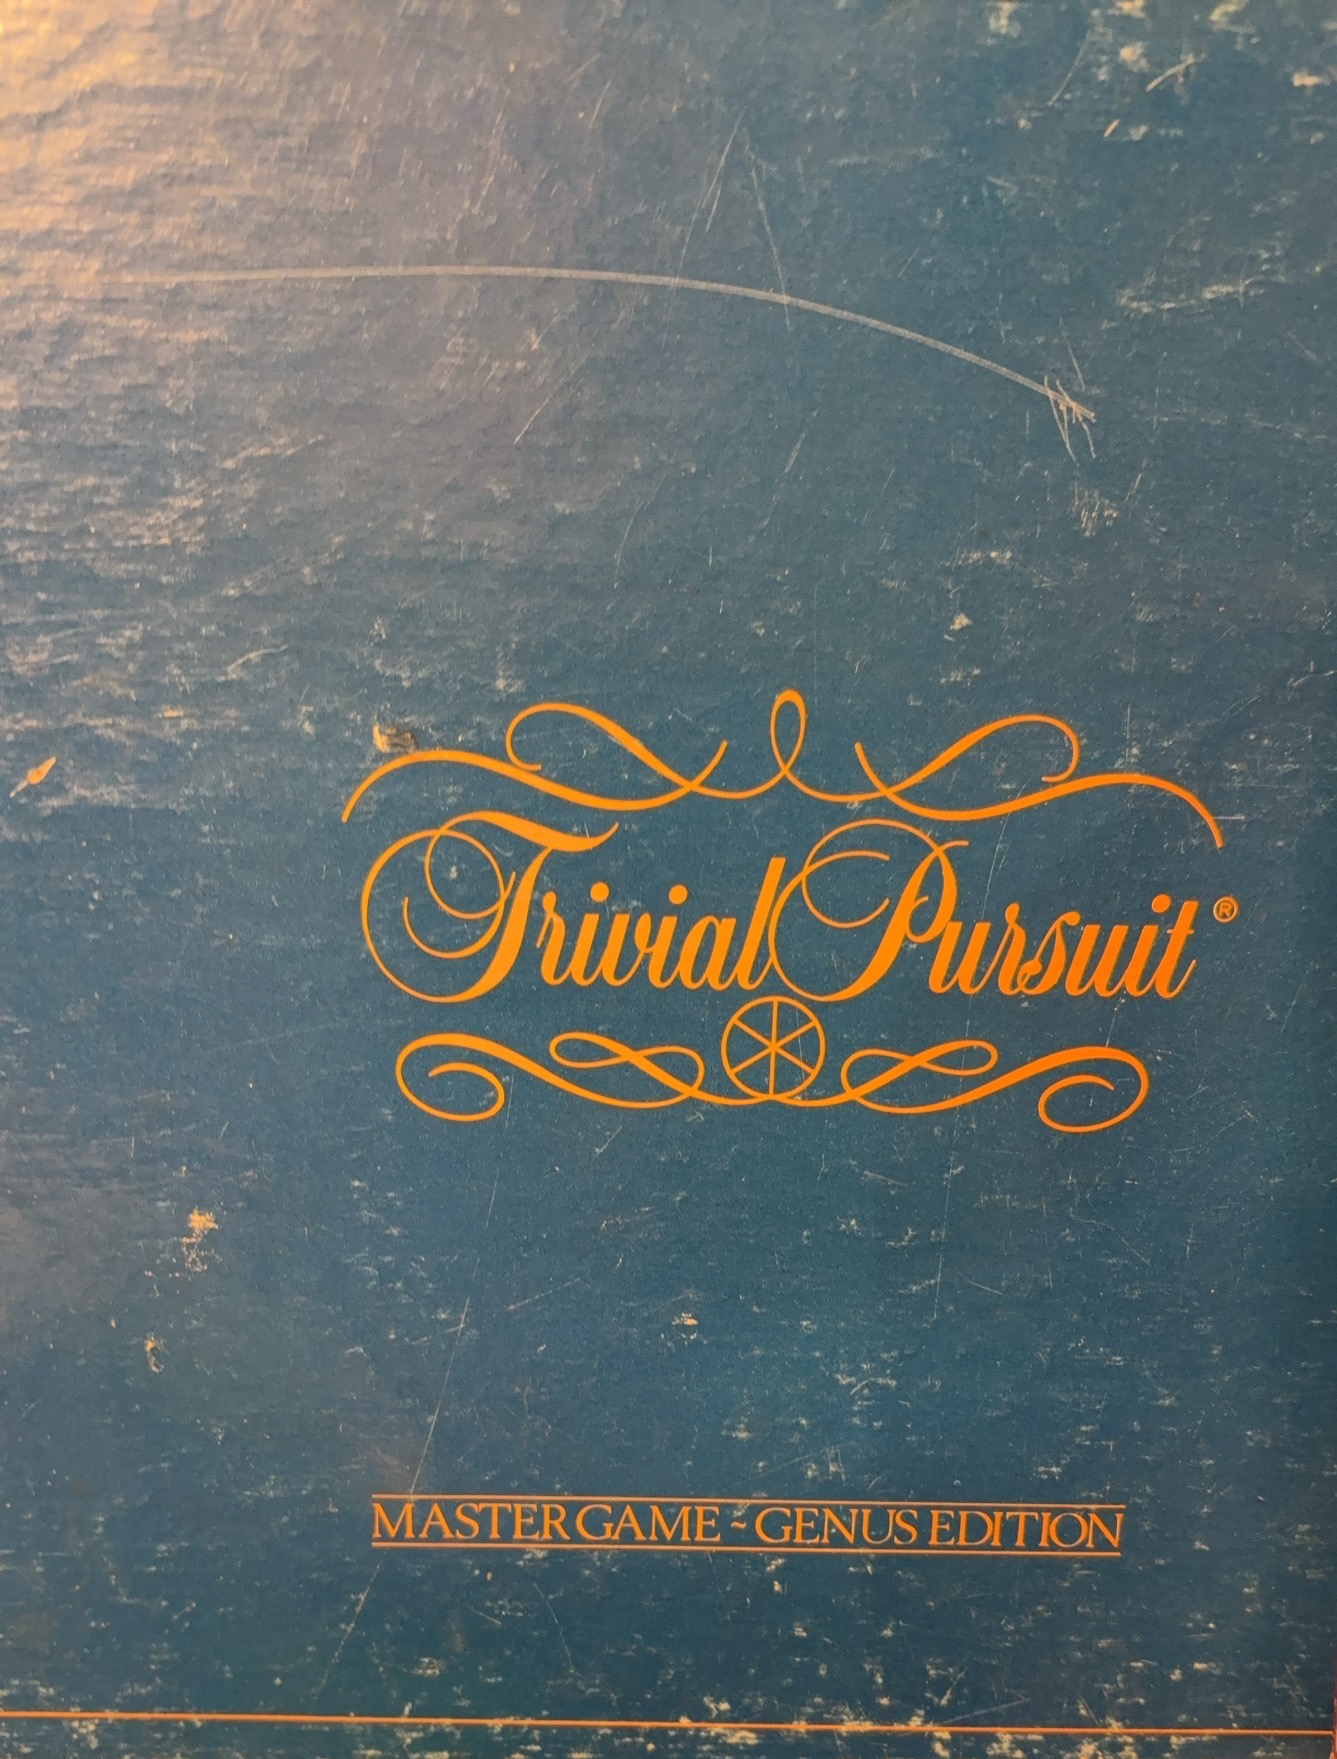 Trivial Pursuit®
MASTER GAME ~ GENUS EDITION